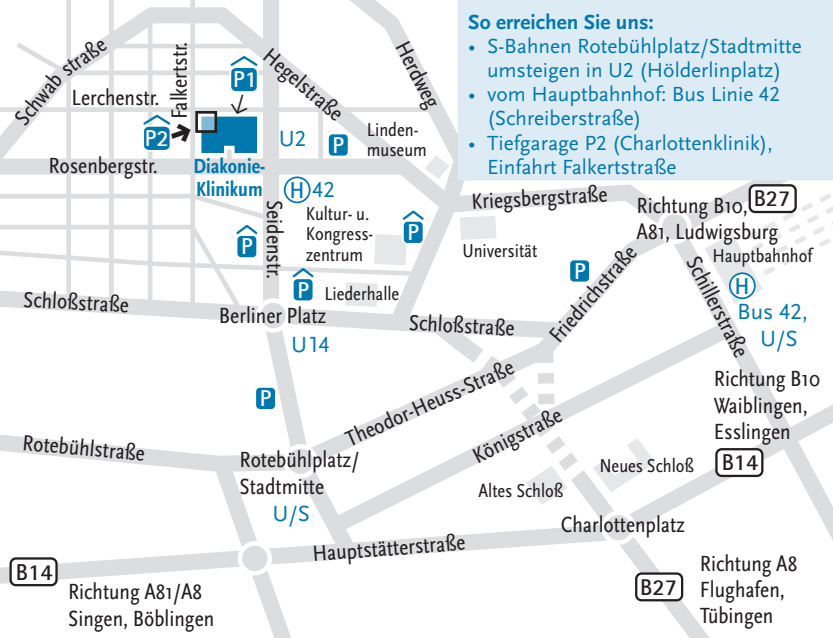 So erreichen Sie uns:
• S-Bahnen Rotebühlplatz/Stadtmitte
umsteigen in U2 (Hölderlinplatz)
• vom Hauptbahnhof: Bus Linie 42
(Schreiberstraße)
• Tiefgarage P2 (Charlottenklinik),
Einfahrt Falkertstraße
Schwab straße
Falkertstr.
P1
Hegelstraße
Herdweg
Lerchenstr.
P2
U2
P
Linden-
museum
Rosenbergstr.
Diakonie-
Klinikum
H 42
Seidenstr.
Kultur- u.
Kongress-
zentrum
P
P
Kriegsbergstraße
Universität
Richtung B10, B27
A81, Ludwigsburg
Hauptbahnhof
H
Bus 42,
U/S
Schillerstraße
P
Friedrichstraße
P
Liederhalle
Schloßstraße
Berliner Platz
Schloßstraße
U14
P
Theodor-Heuss-Straße
Königstraße
Richtung B10
Waiblingen,
Esslingen
B14
Rotebühlstraße
Rotebühlplatz/
Stadtmitte
U/S
Neues Schloß
Altes Schloß
Charlottenplatz
Hauptstätterstraße
B14
Richtung A81/A8
Singen, Böblingen
B27
Richtung A8
Flughafen,
Tübingen